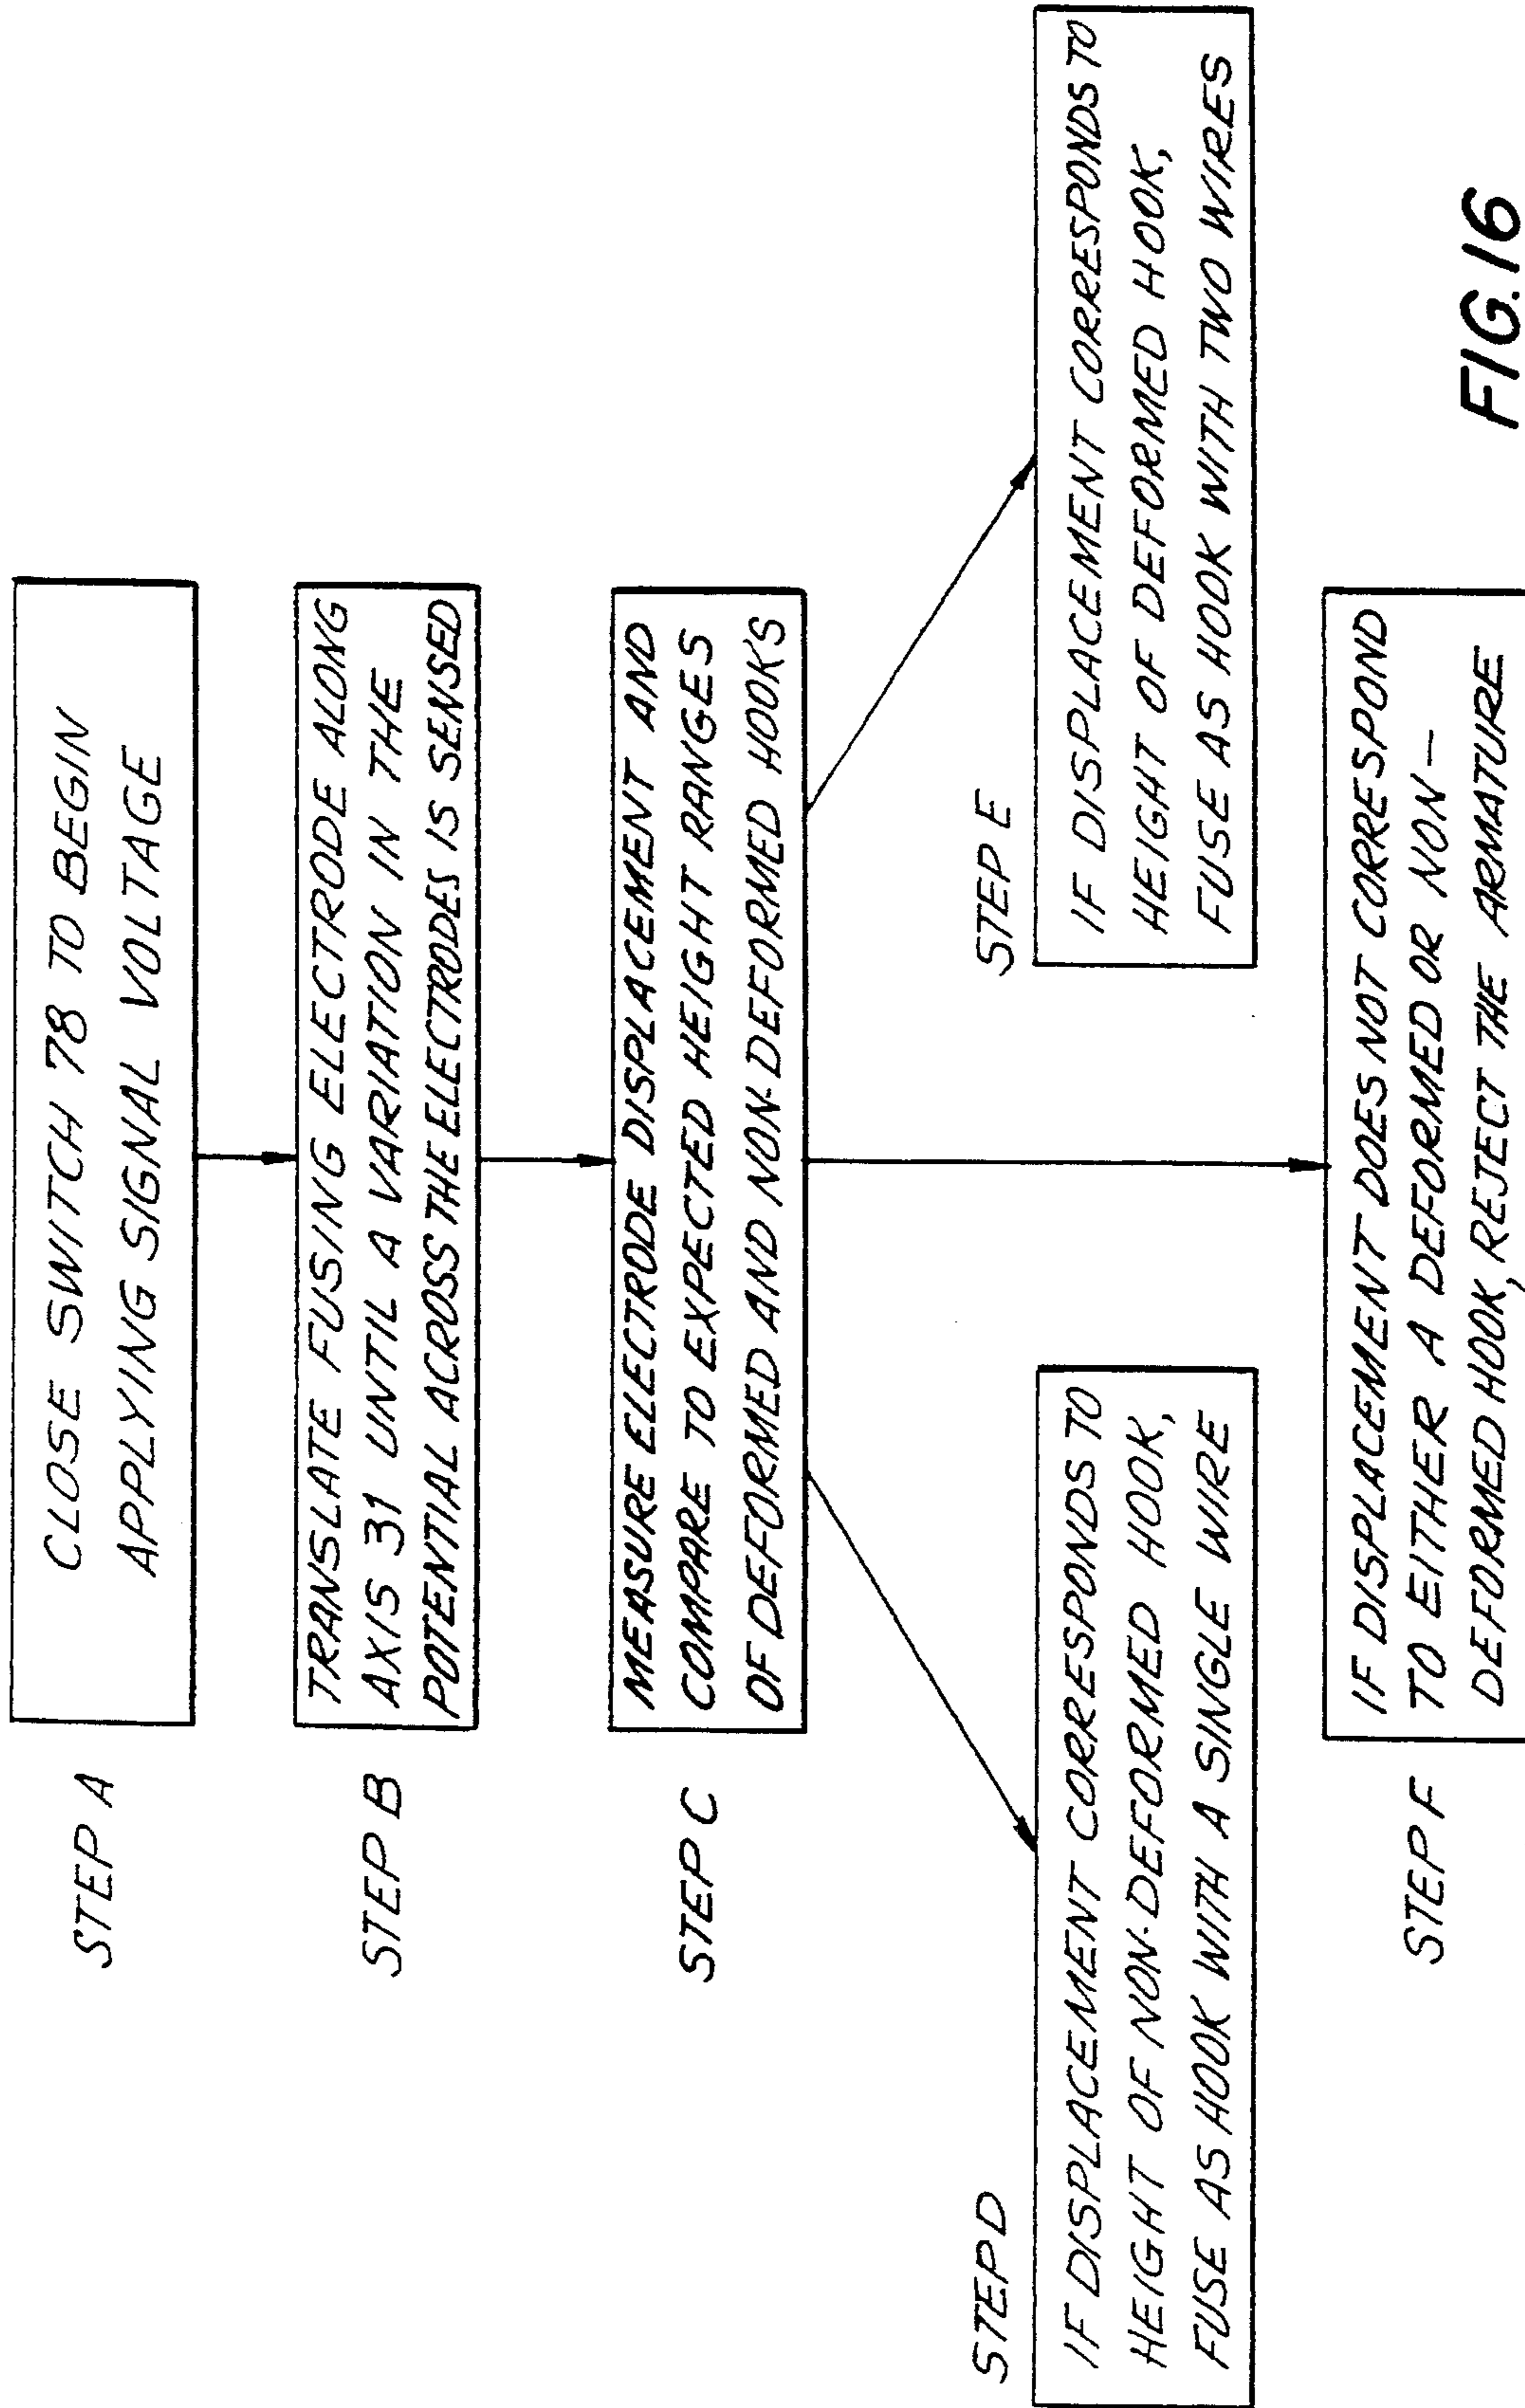 STEP A
CLOSE SWITCH 78 TO BEGIN
APPLYING SIGNAL VOLTAGE
STEP B
TRANSLATE FUSING ELECTRODE ALONG
AXIS 31 UNTIL A VARIATION IN THE
POTENTIAL ACROSS THE ELECTRODES IS SENSED
STEP C
MEASURE ELECTRODE DISPLACEMENT AND
COMPARE TO EXPECTED HEIGHT RANGES
OF DEFORMED AND NON-DEFORMED HOOK'S
STEP D
IF DISPLACEMENT CORRESPONDS TO
HEIGHT OF NON-DEFORMED HOOK,
FUSE AS HOOK WITH A SINGLE WIRE
STEP E
IF DISPLACEMENT CORRESPONDS TO
HEIGHT OF DEFORMED HOOK,
FUSE AS HOOK WITH TWO WIRES
STEP F
IF DISPLACEMENT DOES NOT CORRESPOND
TO EITHER A DEFORMED OR NON-
DEFORMED HOOK, REJECT THE ARMATURE
FIG.16